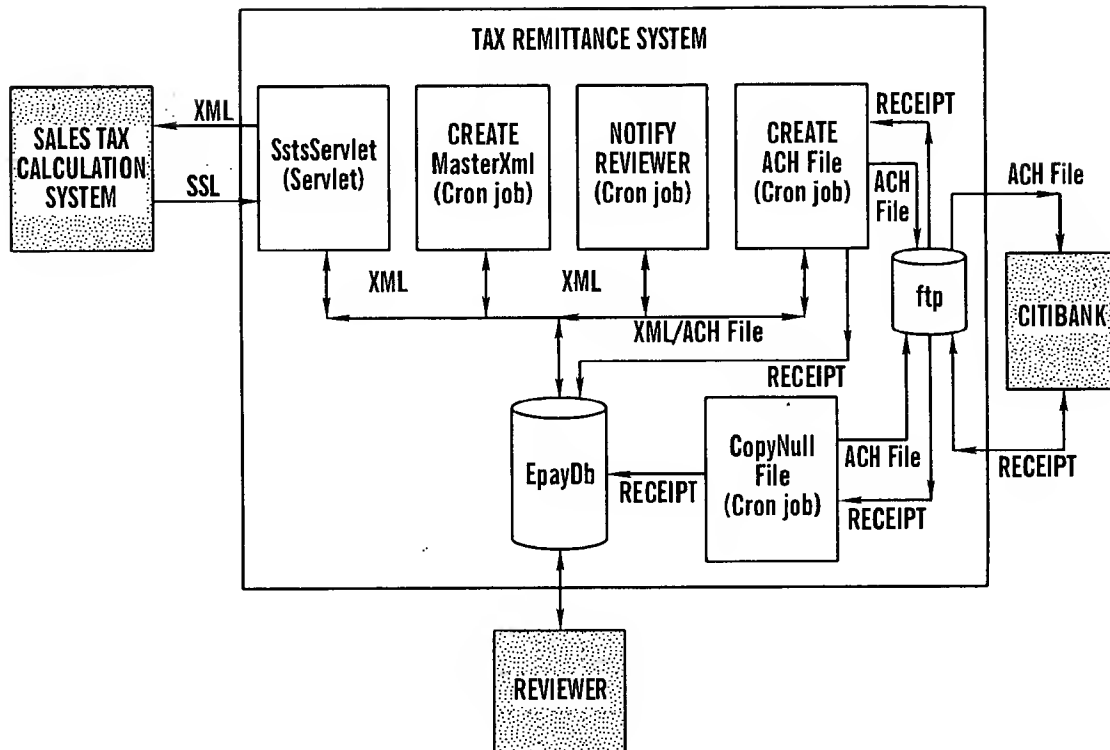 TAX REMITTANCE SYSTEM
SALES TAX
CALCULATION
SYSTEM
XML
SSL
SstsServlet
(Servlet)
CREATE
MasterXml
(Cron job)
NOTIFY
REVIEWER
(Cron job)
CREATE
ACH File
(Cron job)
RECEIPT
ACH
File
ACH File
ftp
CITIBANK
XML
XML
XML/ACH File
RECEIPT
EpayDb
RECEIPT
CopyNull
File
(Cron job)
ACH File
RECEIPT
RECEIPT
REVIEWER